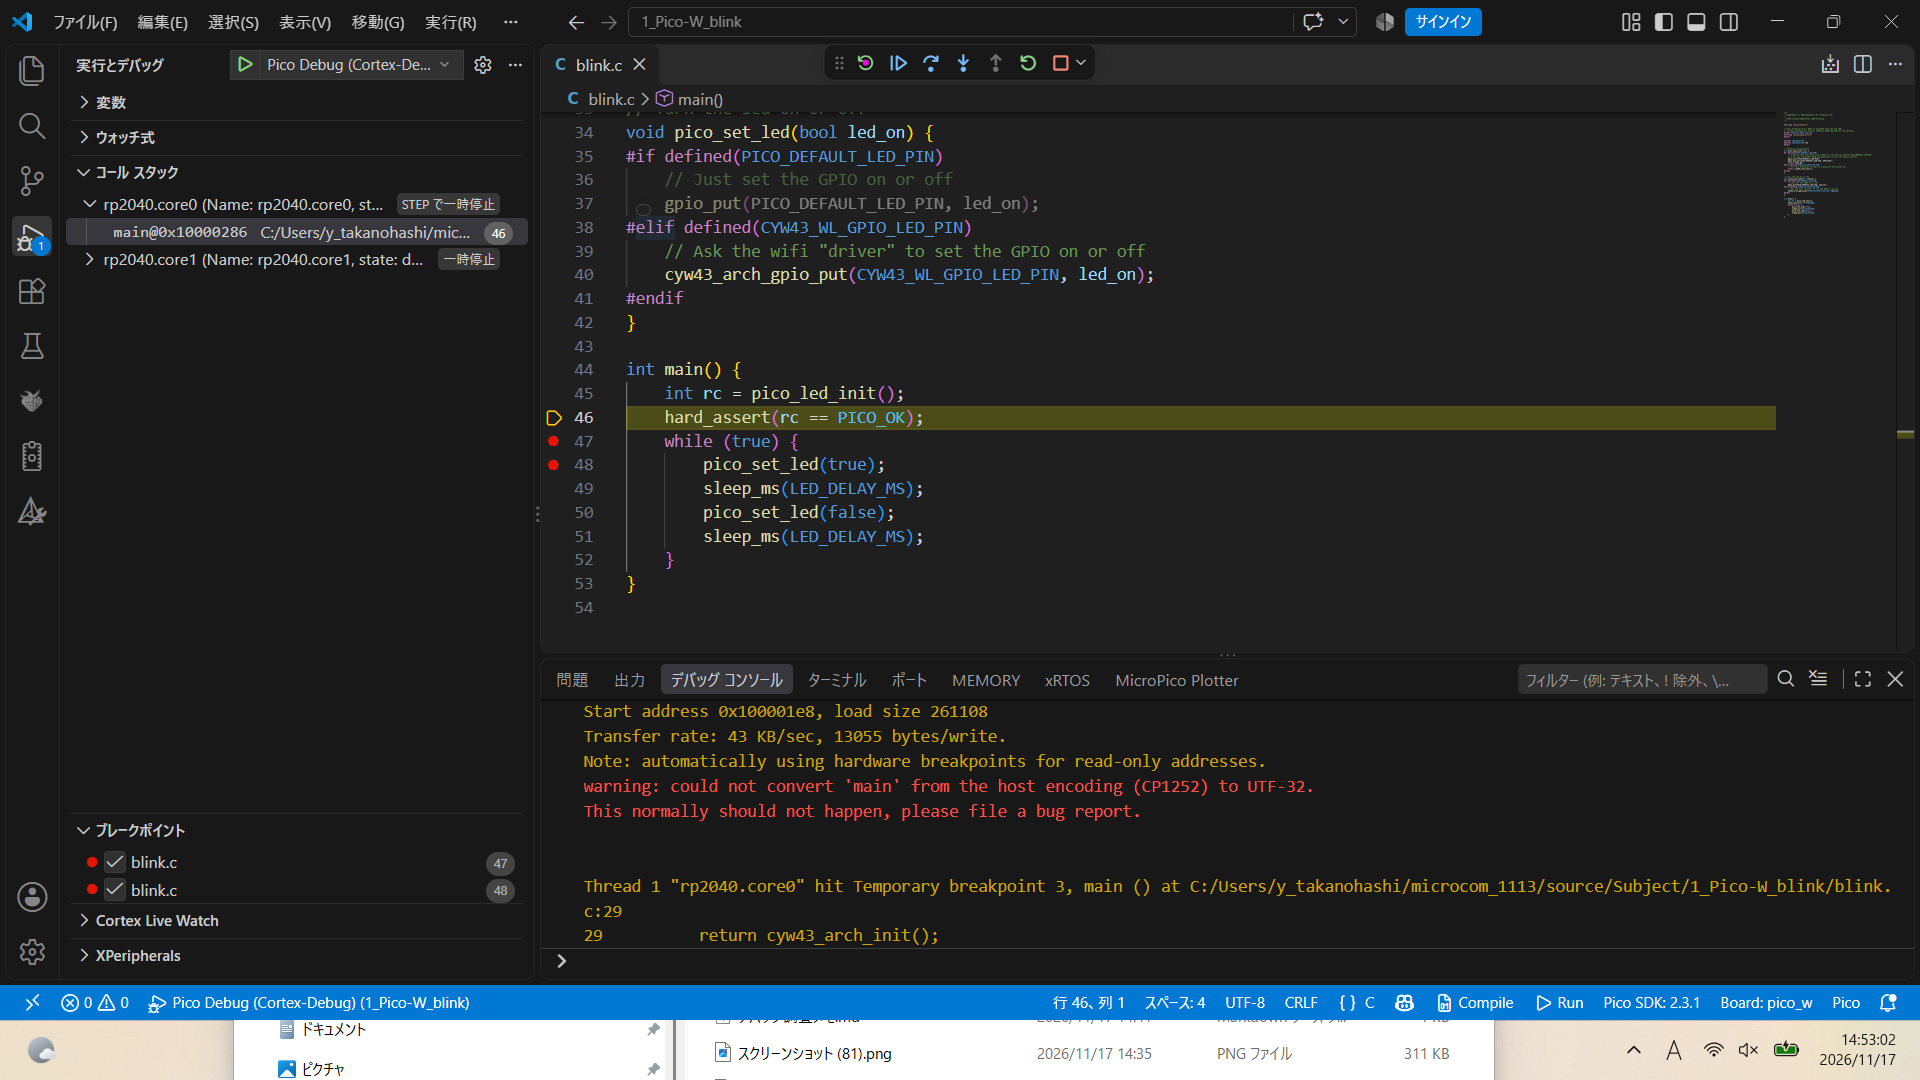 ファイル(F) 編集(E) 選択(S) 表示(V) 移動(G) 実行(R) ···
1_Pico-W_blink
サインイン
実行とデバッグ
Pico Debug (Cortex-De...
変数
ウォッチ式
コール スタック
rp2040.core0 (Name: rp2040.core0, st... STEP で一時停止
main@0x10000286 C:/Users/y_takanohashi/mic... 46
rp2040.core1 (Name: rp2040.core1, state: d... 一時停止
1
ブレークポイント
blink.c 47
blink.c 48
Cortex Live Watch
XPeripherals
C blink.c
C blink.c > main()
34 void pico_set_led(bool led_on) {
35 #if defined(PICO_DEFAULT_LED_PIN)
36 // Just set the GPIO on or off
37 gpio_put(PICO_DEFAULT_LED_PIN, led_on);
38 #elif defined(CYW43_WL_GPIO_LED_PIN)
39 // Ask the wifi "driver" to set the GPIO on or off
40 cyw43_arch_gpio_put(CYW43_WL_GPIO_LED_PIN, led_on);
41 #endif
42 }
43
44 int main() {
45 int rc = pico_led_init();
46 hard_assert(rc == PICO_OK);
47 while (true) {
48 pico_set_led(true);
49 sleep_ms(LED_DELAY_MS);
50 pico_set_led(false);
51 sleep_ms(LED_DELAY_MS);
52 }
53 }
54
問題 出力 デバッグ コンソール ターミナル ポート MEMORY xRTOS MicroPico Plotter
フィルター (例: テキスト、! 除外、\...
Start address 0x100001e8, load size 261108
Transfer rate: 43 KB/sec, 13055 bytes/write.
Note: automatically using hardware breakpoints for read-only addresses.
warning: could not convert 'main' from the host encoding (CP1252) to UTF-32.
This normally should not happen, please file a bug report.
Thread 1 "rp2040.core0" hit Temporary breakpoint 3, main () at C:/Users/y_takanohashi/microcom_1113/source/Subject/1_Pico-W_blink/blink.
c:29
29 return cyw43_arch_init();
0 0 Pico Debug (Cortex-Debug) (1_Pico-W_blink)
行 46、列 1 スペース: 4 UTF-8 CRLF { } C Compile Run Pico SDK: 2.3.1 Board: pico_w Pico
ドキュメント
スクリーンショット (81).png 2026/11/17 14:35 PNG ファイル 311 KB
ピクチャ
A
14:53:02
2026/11/17